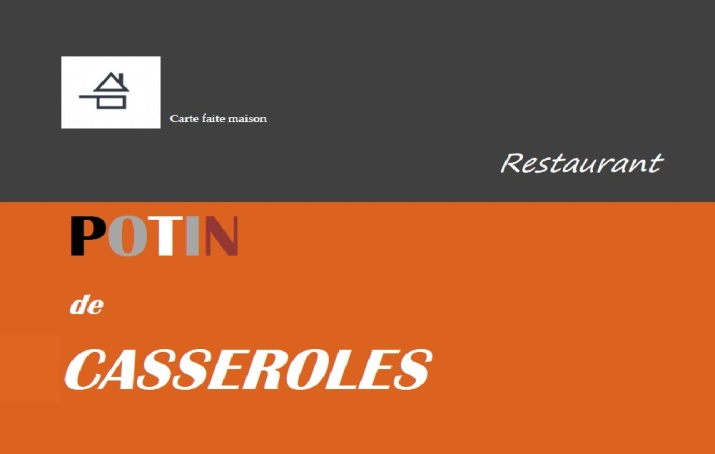 Carte faite maison
Restaurant
POTIN
de
CASSEROLES